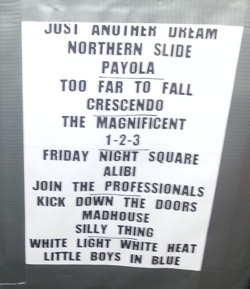 JUST ANOTHER DREAM
NORTHERN SLIDE
PAYOLA
TOO FAR TO FALL
CRESCENDO
THE MAGNIFICENT
1-2-3
FRIDAY NIGHT SQUARE
ALIBI
JOIN THE PROFESSIONALS
KICK DOWN THE DOORS
MADHOUSE
SILLY THING
WHITE LIGHT WHITE HEAT
LITTLE BOYS IN BLUE